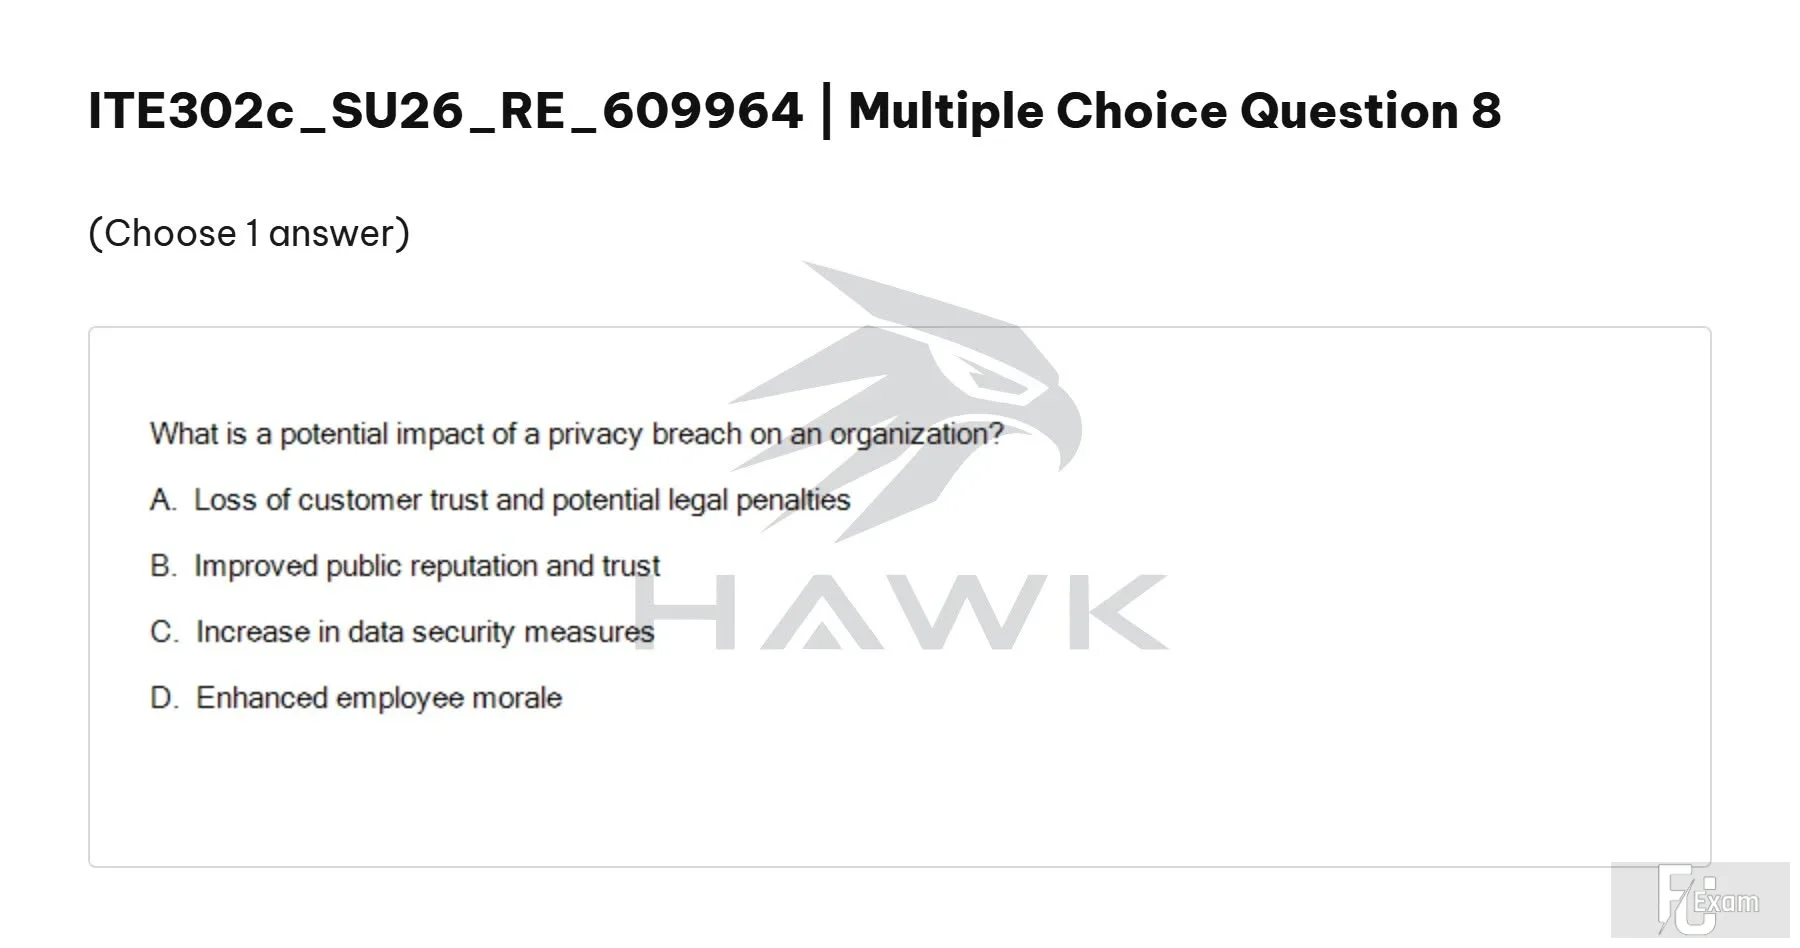 ITE302c_SU26_RE_609964 | Multiple Choice Question 8
(Choose 1 answer)
What is a potential impact of a privacy breach on an organization?
A. Loss of customer trust and potential legal penalties
B. Improved public reputation and trust
C. Increase in data security measures
D. Enhanced employee morale
HAWK
FU Exam